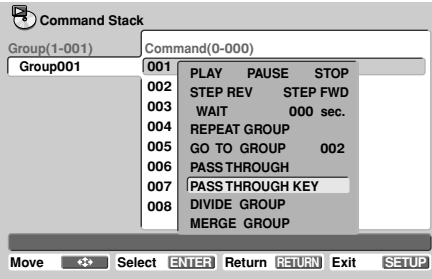 Command Stack
Group(1-001) Command(0-000)
Group001 001
PLAY PAUSE STOP
002 STEP REV STEP FWD
003 WAIT 000 sec.
004 REPEAT GROUP
005 GO TO GROUP 002
006 PASS THROUGH
007 PASS THROUGH KEY
008 DIVIDE GROUP
MERGE GROUP
Move Select ENTER Return RETURN Exit SETUP